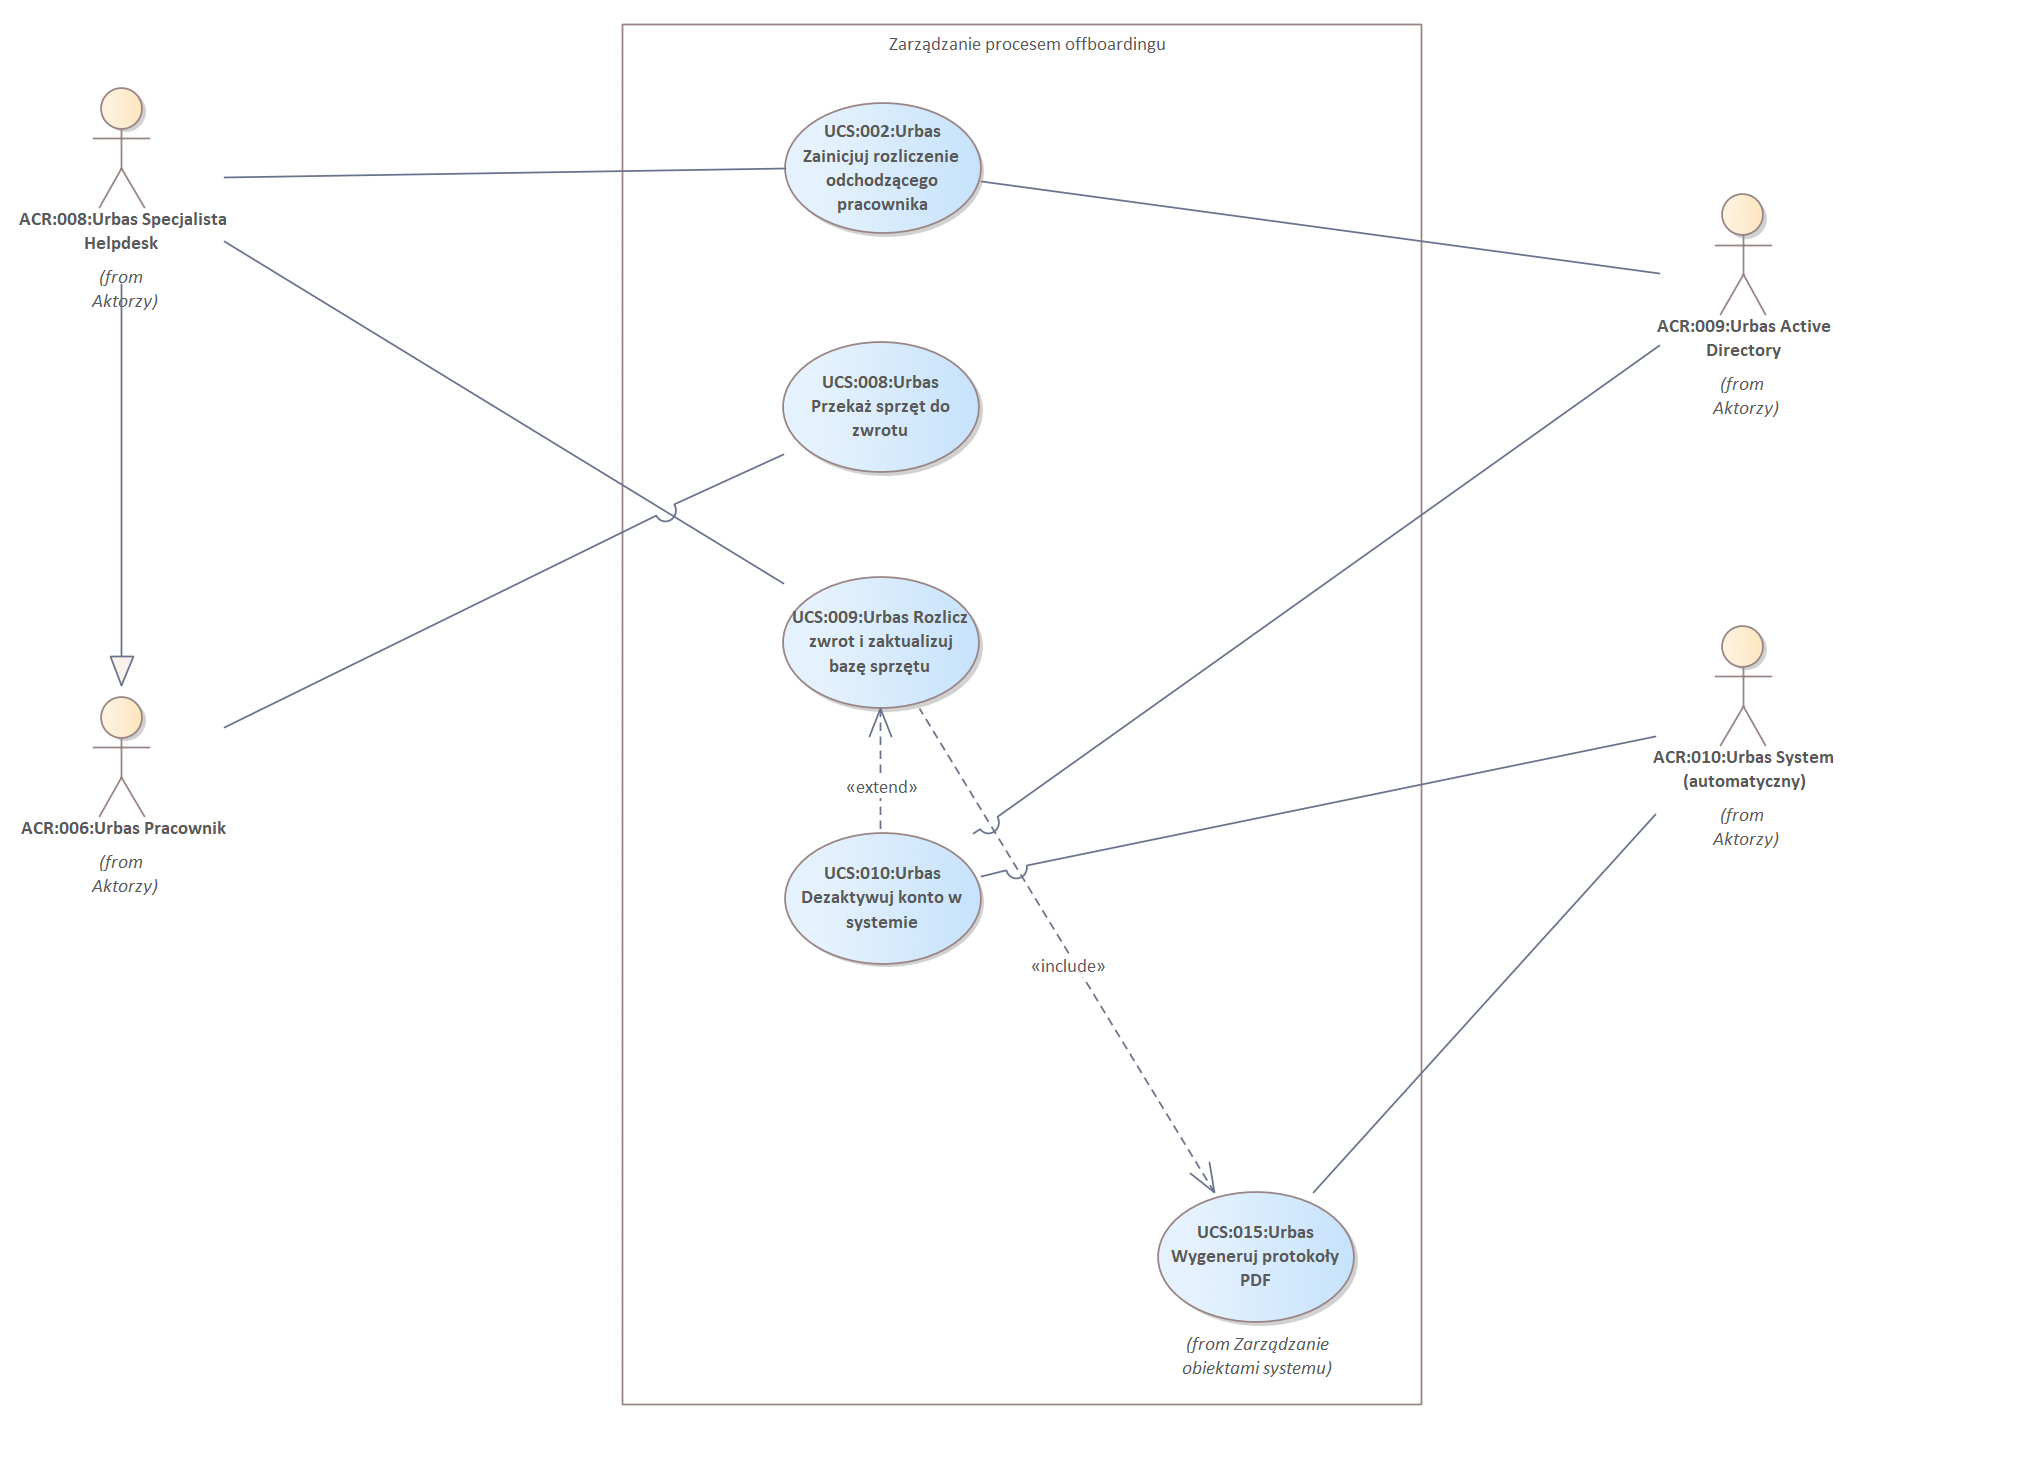 Zarządzanie procesem offboardingu
UCS:002:Urbas
Zainicjuj rozliczenie
odchodzącego
pracownika
ACR:008:Urbas Specjalista
Helpdesk
(from
Aktorzy)
ACR:009:Urbas Active
Directory
(from
Aktorzy)
UCS:008:Urbas
Przekaż sprzęt do
zwrotu
UCS:009:Urbas Rozlicz
zwrot i zaktualizuj
bazę sprzętu
ACR:010:Urbas System
(automatyczny)
(from
Aktorzy)
«extend»
ACR:006:Urbas Pracownik
(from
Aktorzy)
UCS:010:Urbas
Dezaktywuj konto w
systemie
«include»
UCS:015:Urbas
Wygeneruj protokoły
PDF
(from Zarządzanie
obiektami systemu)